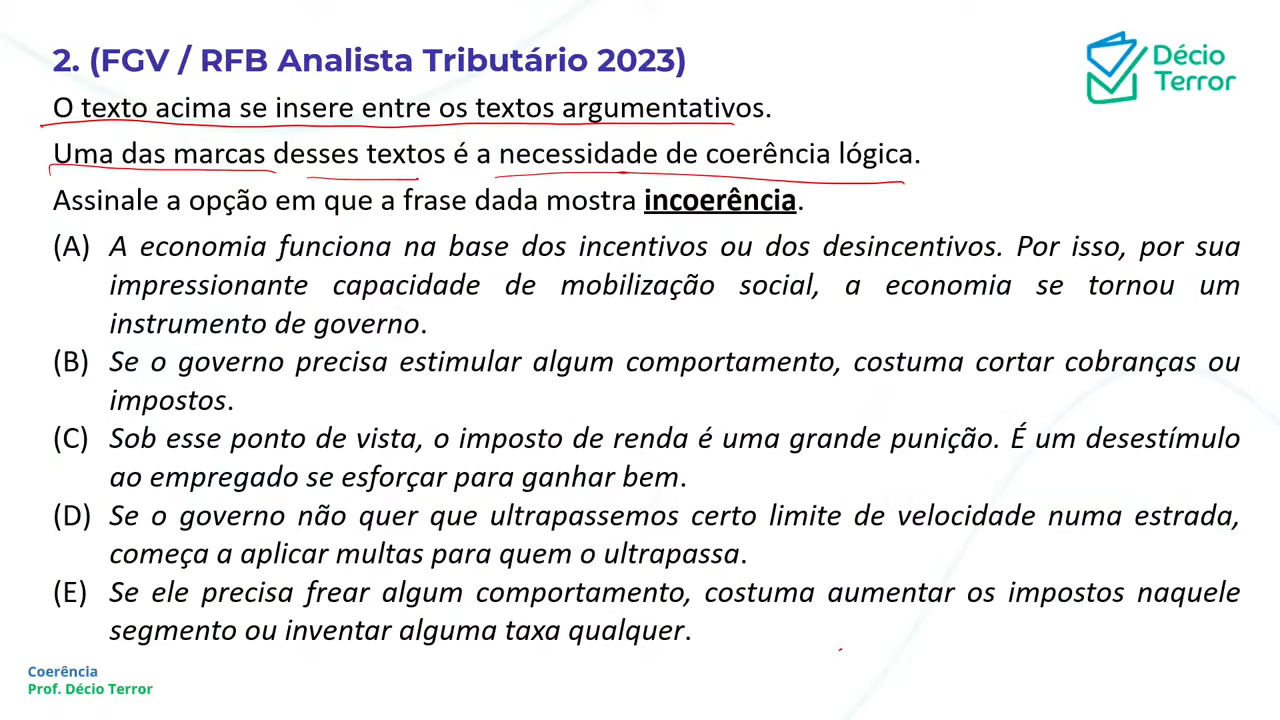 2. (FGV / RFB Analista Tributário 2023)
Décio
Terror
O texto acima se insere entre os textos argumentativos.
Uma das marcas desses textos é a necessidade de coerência lógica.
Assinale a opção em que a frase dada mostra incoerência.
(A) A economia funciona na base dos incentivos ou dos desincentivos. Por isso, por sua
impressionante capacidade de mobilização social, a economia se tornou um
instrumento de governo.
(B) Se o governo precisa estimular algum comportamento, costuma cortar cobranças ou
impostos.
(C) Sob esse ponto de vista, o imposto de renda é uma grande punição. É um desestímulo
ao empregado se esforçar para ganhar bem.
(D) Se o governo não quer que ultrapassemos certo limite de velocidade numa estrada,
começa a aplicar multas para quem o ultrapassa.
(E) Se ele precisa frear algum comportamento, costuma aumentar os impostos naquele
segmento ou inventar alguma taxa qualquer.
Coerência
Prof. Décio Terror